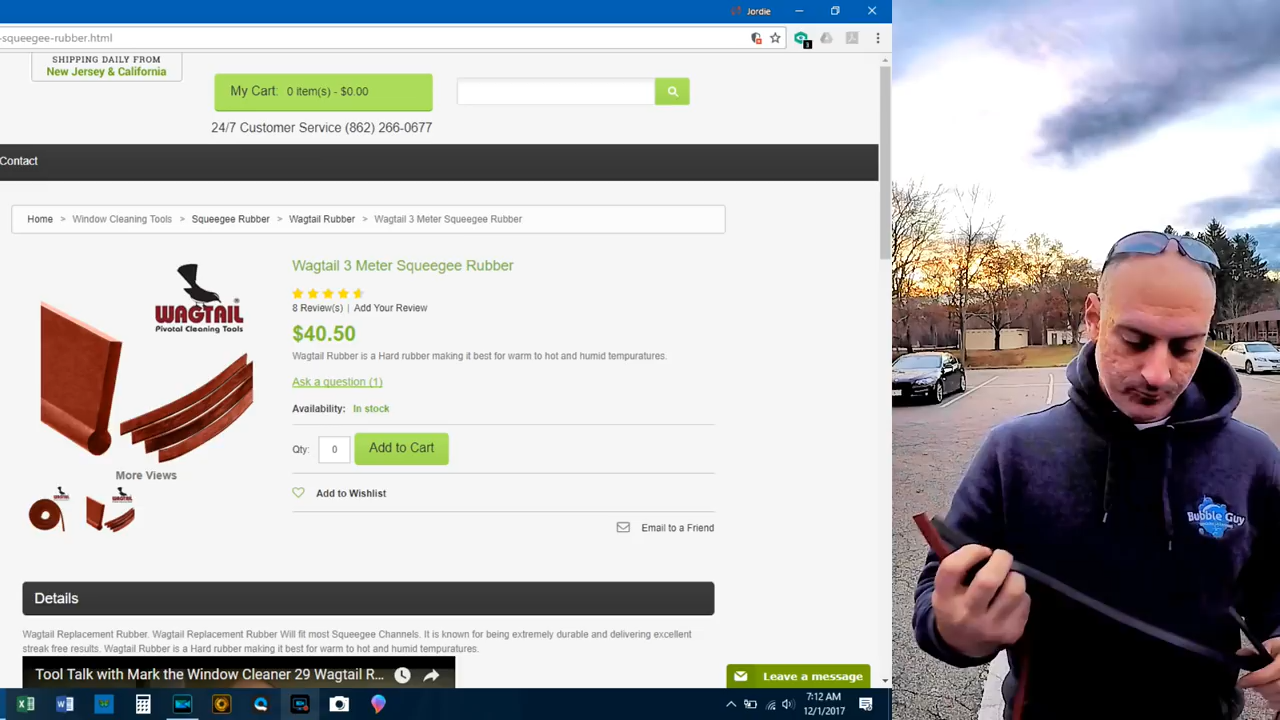 Jordie
-squeegee-rubber.html
3
SHIPPING DAILY FROM
New Jersey & California
My Cart: 0 item(s) - $0.00
24/7 Customer Service (862) 266-0677
Contact
Home > Window Cleaning Tools > Squeegee Rubber > Wagtail Rubber > Wagtail 3 Meter Squeegee Rubber
WAGTAIL®
Pivotal Cleaning Tools
Wagtail 3 Meter Squeegee Rubber
8 Review(s) | Add Your Review
$40.50
Wagtail Rubber is a Hard rubber making it best for warm to hot and humid tempuratures.
Ask a question (1)
Availability: In stock
Qty: 0 Add to Cart
More Views
Add to Wishlist
Email to a Friend
Details
Wagtail Replacement Rubber. Wagtail Replacement Rubber Will fit most Squeegee Channels. It is known for being extremely durable and delivering excellent
streak free results. Wagtail Rubber is a Hard rubber making it best for warm to hot and humid tempuratures.
Tool Talk with Mark the Window Cleaner 29 Wagtail R...
Leave a message
7:12 AM
12/1/2017
Bubble Guy